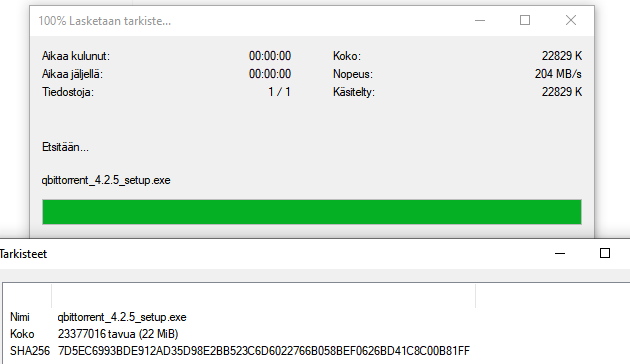 100% Lasketaan tarkiste...
Aikaa kulunut: 00:00:00 Koko: 22829 K
Aikaa jäljellä: 00:00:00 Nopeus: 204 MB/s
Tiedostoja: 1 / 1 Käsitelty: 22829 K
Etsitään...
qbittorrent_4.2.5_setup.exe
Tarkisteet
Nimi qbittorrent_4.2.5_setup.exe
Koko 23377016 tavua (22 MiB)
SHA256 7D5EC6993BDE912AD35D98E2BB523C6D6022766B058BEF0626BD41C8C00B81FF